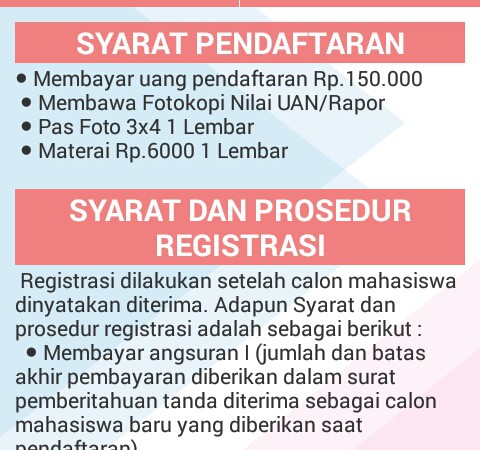 SYARAT PENDAFTARAN
● Membayar uang pendaftaran Rp.150.000
● Membawa Fotokopi Nilai UAN/Rapor
● Pas Foto 3x4 1 Lembar
● Materai Rp.6000 1 Lembar
SYARAT DAN PROSEDUR
REGISTRASI
Registrasi dilakukan setelah calon mahasiswa
dinyatakan diterima. Adapun Syarat dan
prosedur registrasi adalah sebagai berikut :
● Membayar angsuran I (jumlah dan batas
akhir pembayaran diberikan dalam surat
pemberitahuan tanda diterima sebagai calon
mahasiswa baru yang diberikan saat
pendaftaran)